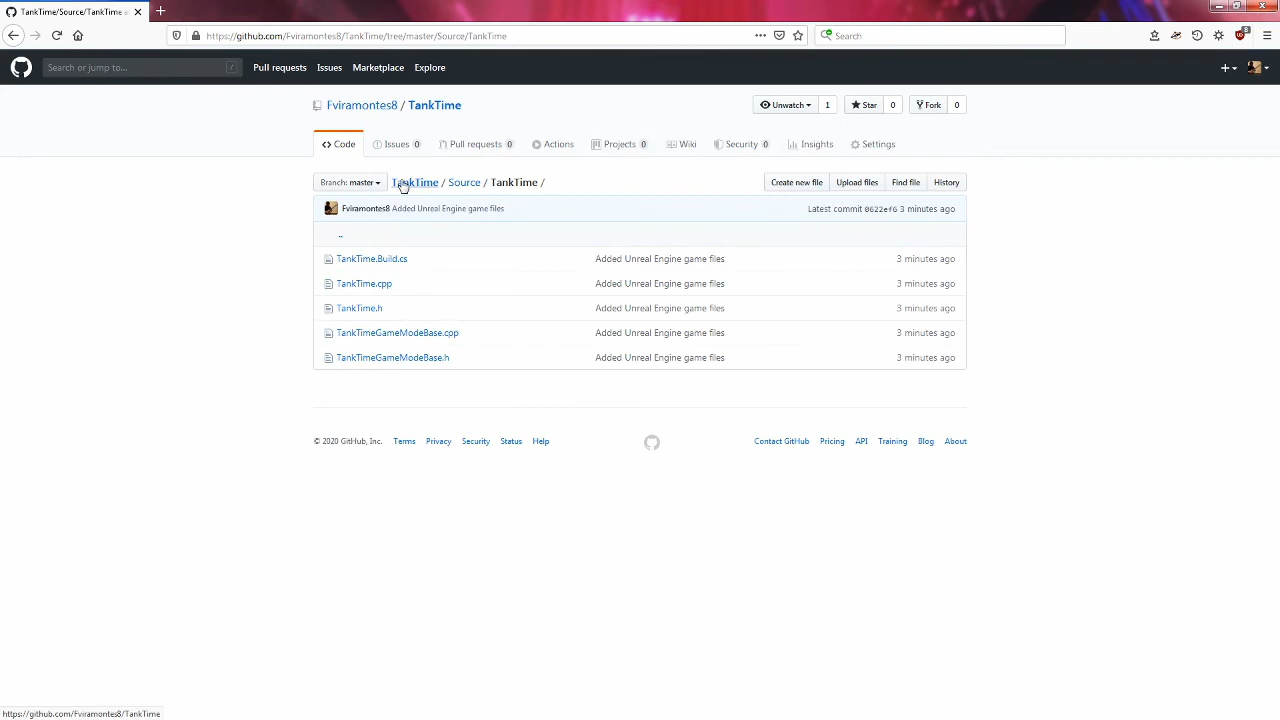 TankTime/Source/TankTime a
https://github.com/Fviramontes8/TankTime/tree/master/Source/TankTime
Search
Search or jump to... /
Pull requests Issues Marketplace Explore
Fviramontes8 / TankTime
Unwatch 1 Star 0 Fork 0
Code Issues 0 Pull requests 0 Actions Projects 0 Wiki Security 0 Insights Settings
Branch: master TankTime / Source / TankTime / Create new file Upload files Find file History
Fviramontes8 Added Unreal Engine game files Latest commit 0622ef6 3 minutes ago
..
TankTime.Build.cs Added Unreal Engine game files 3 minutes ago
TankTime.cpp Added Unreal Engine game files 3 minutes ago
TankTime.h Added Unreal Engine game files 3 minutes ago
TankTimeGameModeBase.cpp Added Unreal Engine game files 3 minutes ago
TankTimeGameModeBase.h Added Unreal Engine game files 3 minutes ago
© 2020 GitHub, Inc. Terms Privacy Security Status Help Contact GitHub Pricing API Training Blog About
https://github.com/Fviramontes8/TankTime